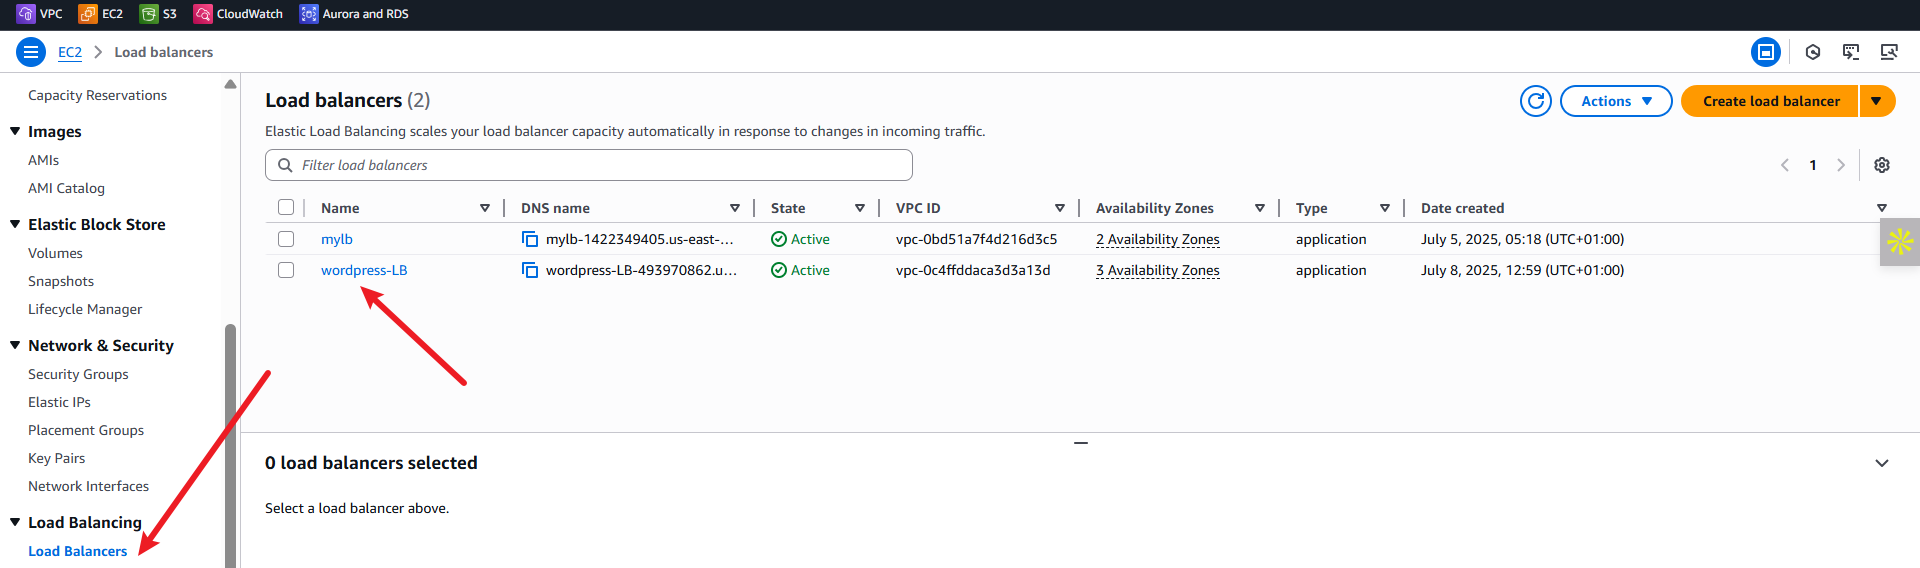 VPC EC2 S3 CloudWatch Aurora and RDS
EC2 Load balancers
Capacity Reservations
Images
AMIs
AMI Catalog
Elastic Block Store
Volumes
Snapshots
Lifecycle Manager
Network & Security
Security Groups
Elastic IPs
Placement Groups
Key Pairs
Network Interfaces
Load Balancing
Load Balancers
Load balancers (2)
Actions
Create load balancer
Elastic Load Balancing scales your load balancer capacity automatically in response to changes in incoming traffic.
Filter load balancers
1
Name DNS name State VPC ID Availability Zones Type Date created
mylb mylb-1422349405.us-east-... Active vpc-0bd51a7f4d216d3c5 2 Availability Zones application July 5, 2025, 05:18 (UTC+01:00)
wordpress-LB wordpress-LB-493970862.u... Active vpc-0c4ffddaca3d3a13d 3 Availability Zones application July 8, 2025, 12:59 (UTC+01:00)
0 load balancers selected
Select a load balancer above.